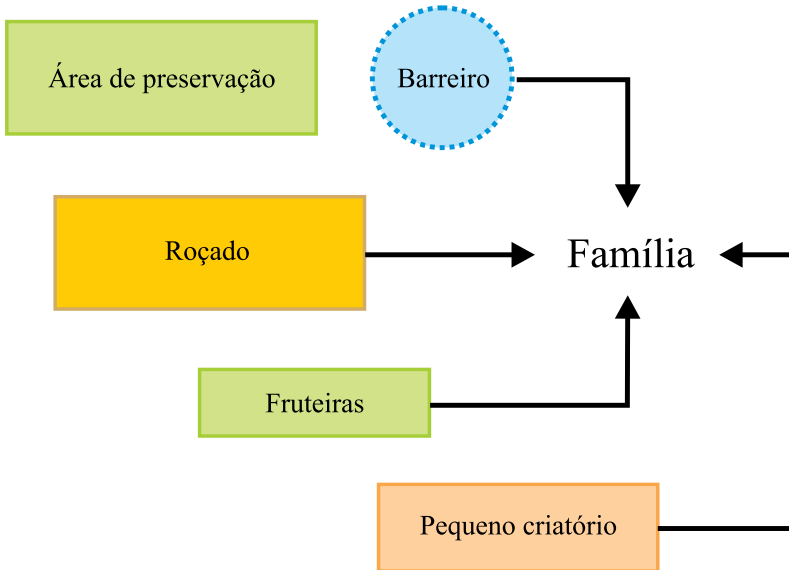 Área de preservação
Barreiro
Roçado
Família
Fruteiras
Pequeno criatório